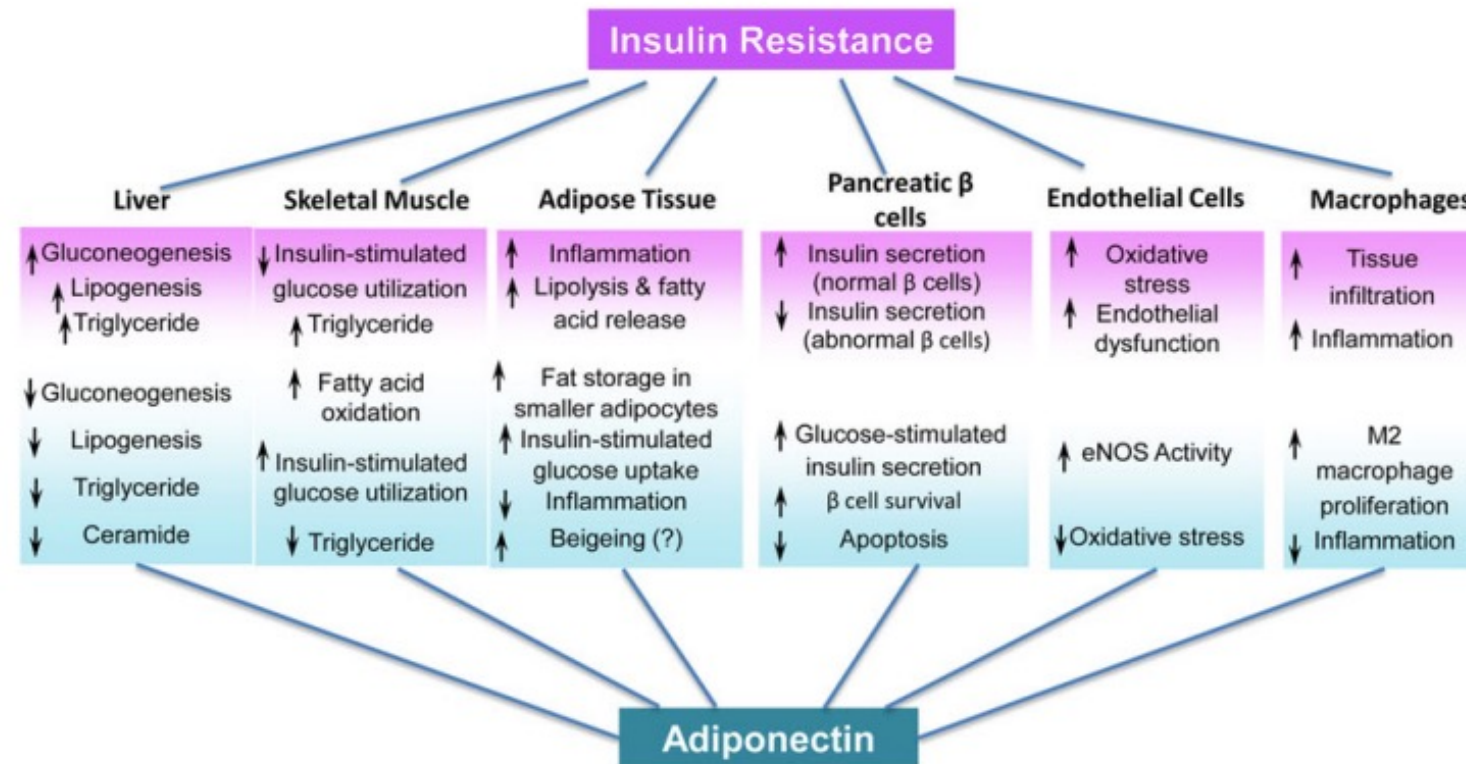 Insulin Resistance
Liver
↑ Gluconeogenesis
↑ Lipogenesis
↑ Triglyceride
↓ Gluconeogenesis
↓ Lipogenesis
↓ Triglyceride
↓ Ceramide
Skeletal Muscle
↓ Insulin-stimulated
glucose utilization
↑ Triglyceride
↑ Fatty acid
oxidation
↑ Insulin-stimulated
glucose utilization
↓ Triglyceride
Adipose Tissue
↑ Inflammation
↑ Lipolysis & fatty
acid release
↑ Fat storage in
smaller adipocytes
↑ Insulin-stimulated
glucose uptake
↓ Inflammation
↑ Beigeing (?)
Pancreatic β
cells
↑ Insulin secretion
(normal β cells)
↓ Insulin secretion
(abnormal β cells)
↑ Glucose-stimulated
insulin secretion
↑ β cell survival
↓ Apoptosis
Endothelial Cells
↑ Oxidative
stress
↑ Endothelial
dysfunction
↑ eNOS Activity
↓ Oxidative stress
Macrophages
↑ Tissue
infiltration
↑ Inflammation
↑ M2
macrophage
proliferation
↓ Inflammation
Adiponectin